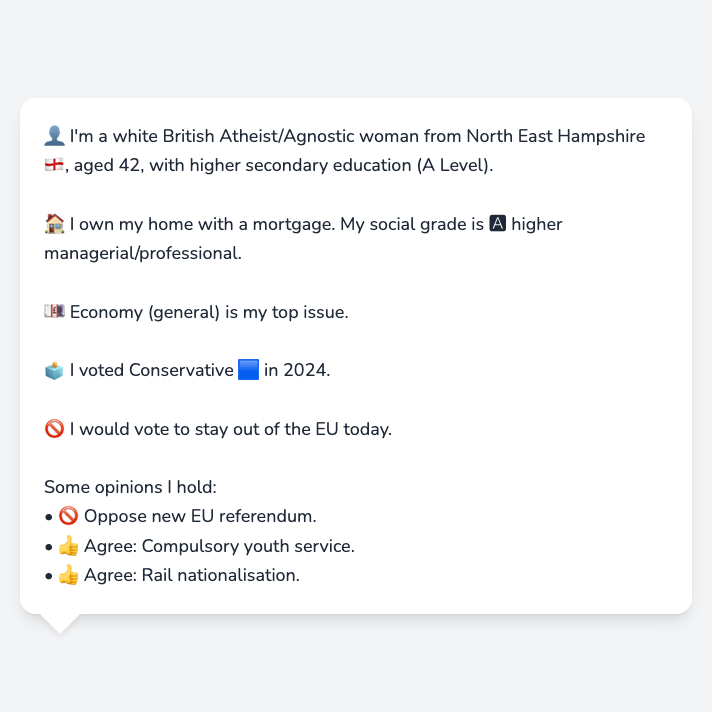 👤 I'm a white British Atheist/Agnostic woman from North East Hampshire
🏴󠁧󠁢󠁥󠁮󠁧󠁿, aged 42, with higher secondary education (A Level).
🏠 I own my home with a mortgage. My social grade is 🅰 higher
managerial/professional.
💷 Economy (general) is my top issue.
🗳️ I voted Conservative 🟦 in 2024.
🚫 I would vote to stay out of the EU today.
Some opinions I hold:
• 🚫 Oppose new EU referendum.
• 👍 Agree: Compulsory youth service.
• 👍 Agree: Rail nationalisation.